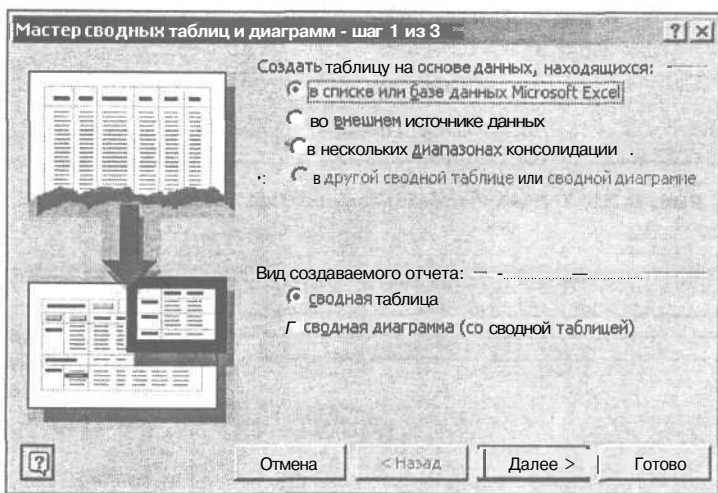 Мастер сводных таблиц и диаграмм - шаг 1 из 3
Создать таблицу на основе данных, находящихся:
в списке или базе данных Microsoft Excel
во внешнем источнике данных
в нескольких диапазонах консолидации
в другой сводной таблице или сводной диаграмме
Вид создаваемого отчета:
сводная таблица
сводная диаграмма (со сводной таблицей)
Отмена
< Назад
Далее >
Готово